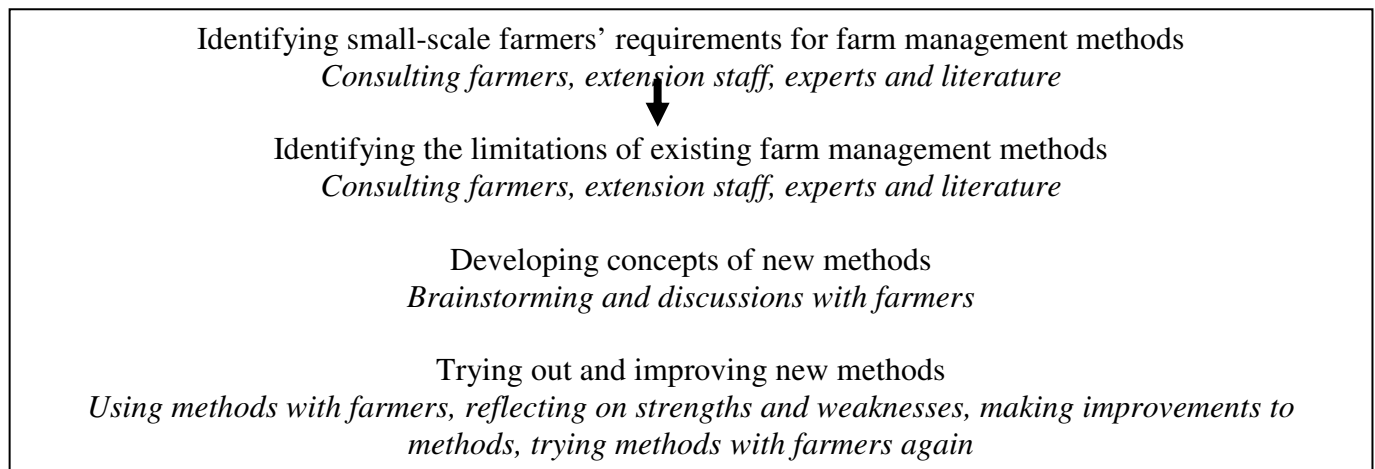 Identifying small-scale farmers’ requirements for farm management methods
Consulting farmers, extension staff, experts and literature
Identifying the limitations of existing farm management methods
Consulting farmers, extension staff, experts and literature
Developing concepts of new methods
Brainstorming and discussions with farmers
Trying out and improving new methods
Using methods with farmers, reflecting on strengths and weaknesses, making improvements to
methods, trying methods with farmers again